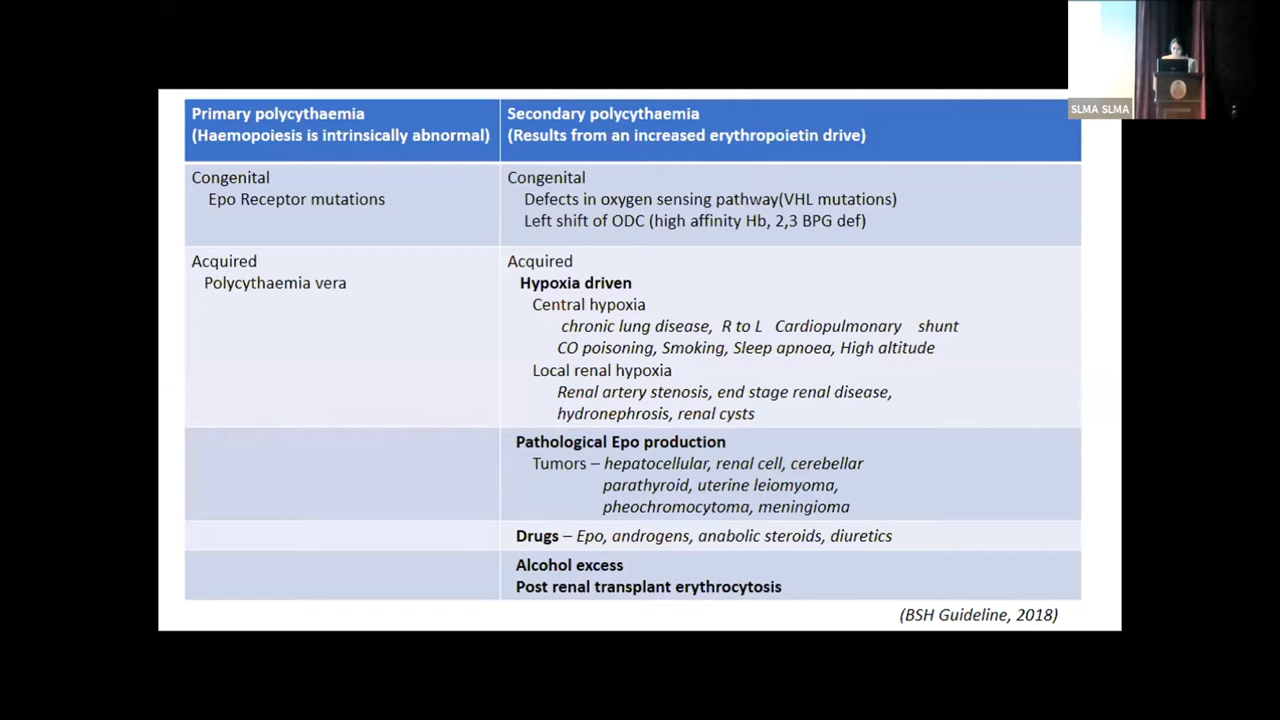 Primary polycythaemia
(Haemopoiesis is intrinsically abnormal)
Secondary polycythaemia
(Results from an increased erythropoietin drive)
Congenital
Epo Receptor mutations
Congenital
Defects in oxygen sensing pathway(VHL mutations)
Left shift of ODC (high affinity Hb, 2,3 BPG def)
Acquired
Polycythaemia vera
Acquired
Hypoxia driven
Central hypoxia
chronic lung disease, R to L Cardiopulmonary shunt
CO poisoning, Smoking, Sleep apnoea, High altitude
Local renal hypoxia
Renal artery stenosis, end stage renal disease,
hydronephrosis, renal cysts
Pathological Epo production
Tumors – hepatocellular, renal cell, cerebellar
parathyroid, uterine leiomyoma,
pheochromocytoma, meningioma
Drugs – Epo, androgens, anabolic steroids, diuretics
Alcohol excess
Post renal transplant erythrocytosis
(BSH Guideline, 2018)
SLMA SLMA